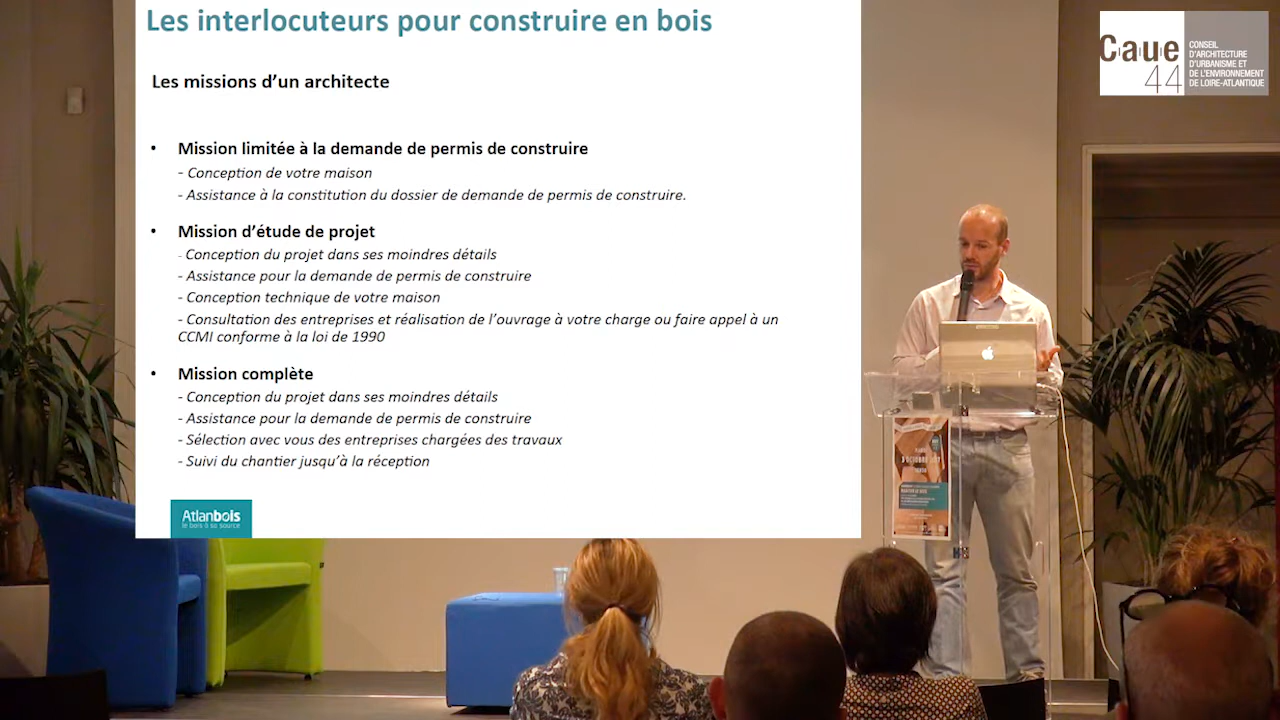 Les interlocuteurs pour construire en bois
Les missions d'un architecte
• Mission limitée à la demande de permis de construire
- Conception de votre maison
- Assistance à la constitution du dossier de demande de permis de construire.
• Mission d'étude de projet
- Conception du projet dans ses moindres détails
- Assistance pour la demande de permis de construire
- Conception technique de votre maison
- Consultation des entreprises et réalisation de l'ouvrage à votre charge ou faire appel à un
CCMI conforme à la loi de 1990
• Mission complète
- Conception du projet dans ses moindres détails
- Assistance pour la demande de permis de construire
- Sélection avec vous des entreprises chargées des travaux
- Suivi du chantier jusqu'à la réception
Atlanbois
le bois à sa source
Caue
44
CONSEIL
D'ARCHITECTURE
D'URBANISME ET
DE L'ENVIRONNEMENT
DE LOIRE-ATLANTIQUE